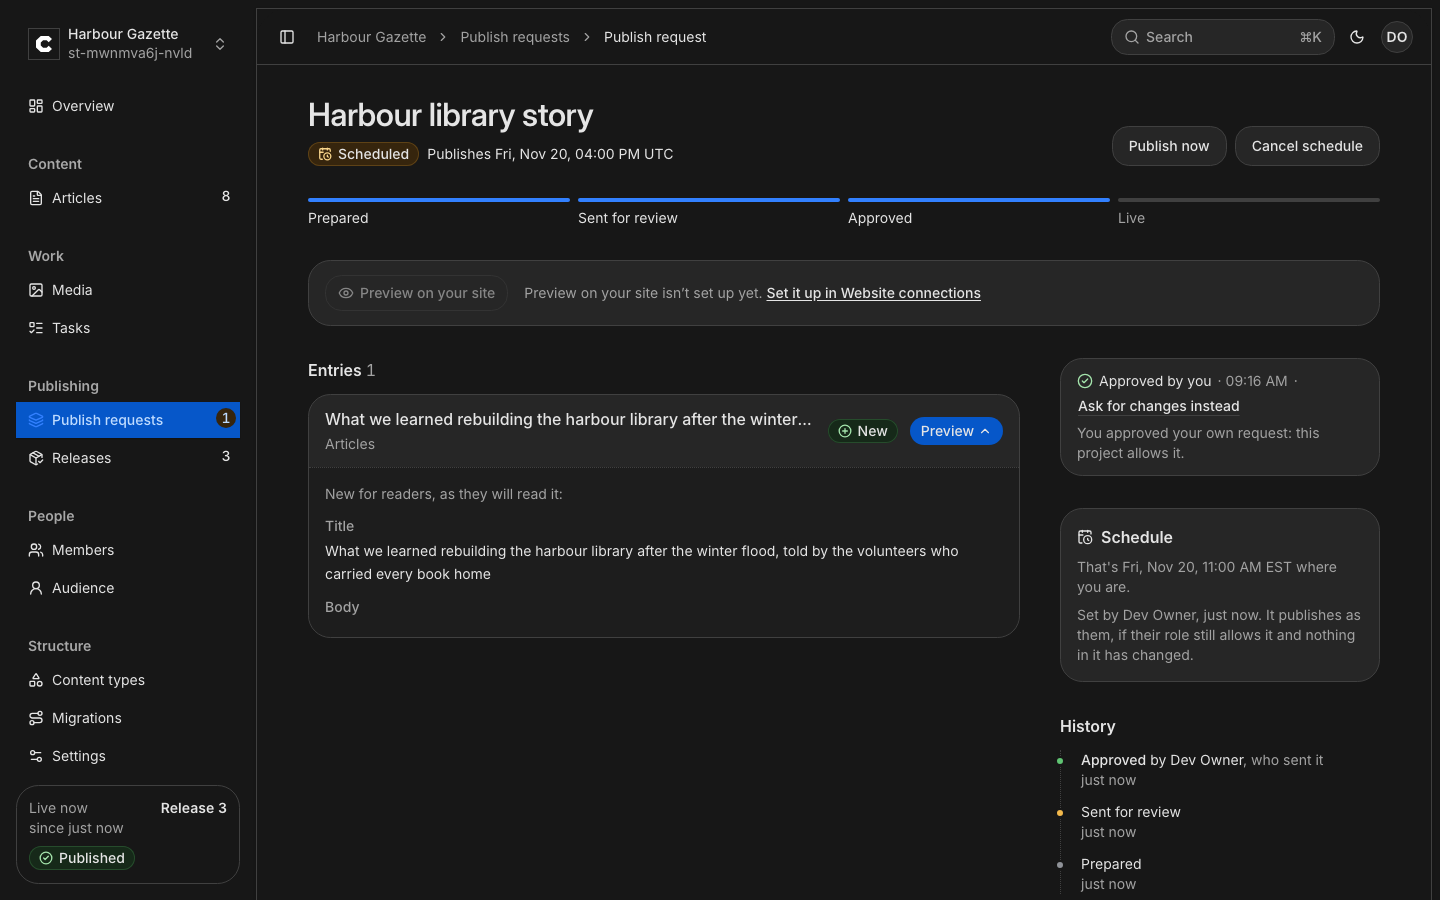 Harbour Gazette
st-mwnmva6j-nvld
Overview
Content
Articles 8
Work
Media
Tasks
Publishing
Publish requests 1
Releases 3
People
Members
Audience
Structure
Content types
Migrations
Settings
Live now Release 3
since just now
Published
Harbour Gazette > Publish requests > Publish request
Search ⌘K
DO
Harbour library story
Scheduled Publishes Fri, Nov 20, 04:00 PM UTC
Publish now Cancel schedule
Prepared
Sent for review
Approved
Live
Preview on your site Preview on your site isn’t set up yet. Set it up in Website connections
Entries 1
What we learned rebuilding the harbour library after the winter…
Articles
New Preview
New for readers, as they will read it:
Title
What we learned rebuilding the harbour library after the winter flood, told by the volunteers who
carried every book home
Body
Approved by you · 09:16 AM ·
Ask for changes instead
You approved your own request: this
project allows it.
Schedule
That's Fri, Nov 20, 11:00 AM EST where
you are.
Set by Dev Owner, just now. It publishes as
them, if their role still allows it and nothing
in it has changed.
History
Approved by Dev Owner, who sent it
just now
Sent for review
just now
Prepared
just now